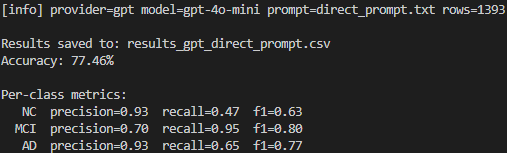 [info] provider=gpt model=gpt-4o-mini prompt=direct_prompt.txt rows=1393
Results saved to: results_gpt_direct_prompt.csv
Accuracy: 77.46%
Per-class metrics:
NC precision=0.93 recall=0.47 f1=0.63
MCI precision=0.70 recall=0.95 f1=0.80
AD precision=0.93 recall=0.65 f1=0.77